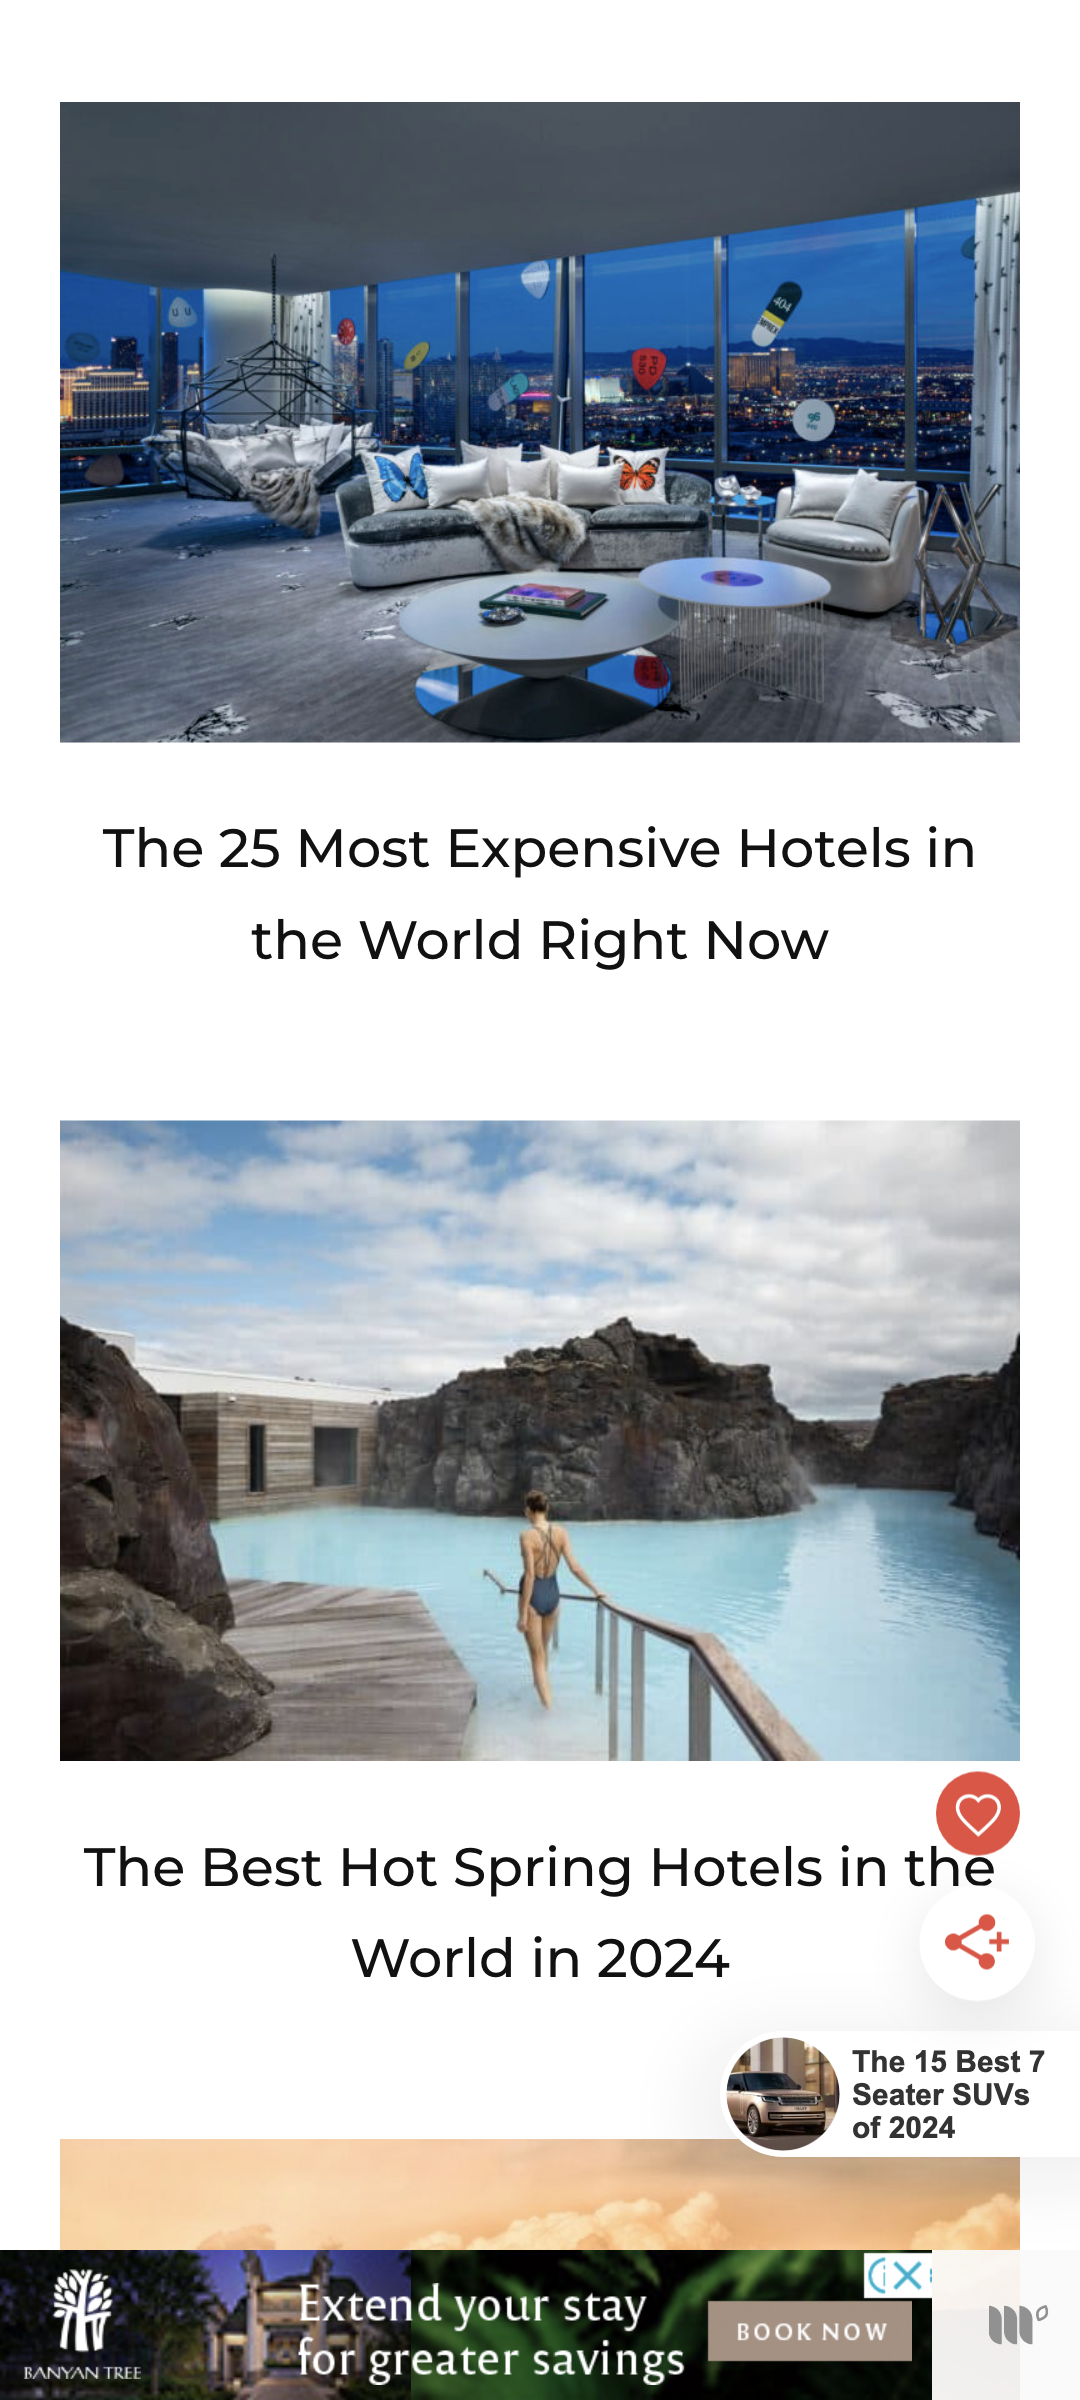 404
The 25 Most Expensive Hotels in
the World Right Now
The Best Hot Spring Hotels in the
World in 2024
The 15 Best 7
Seater SUVs
of 2024
BANYAN TREE
Extend your stay
for greater savings
BOOK NOW